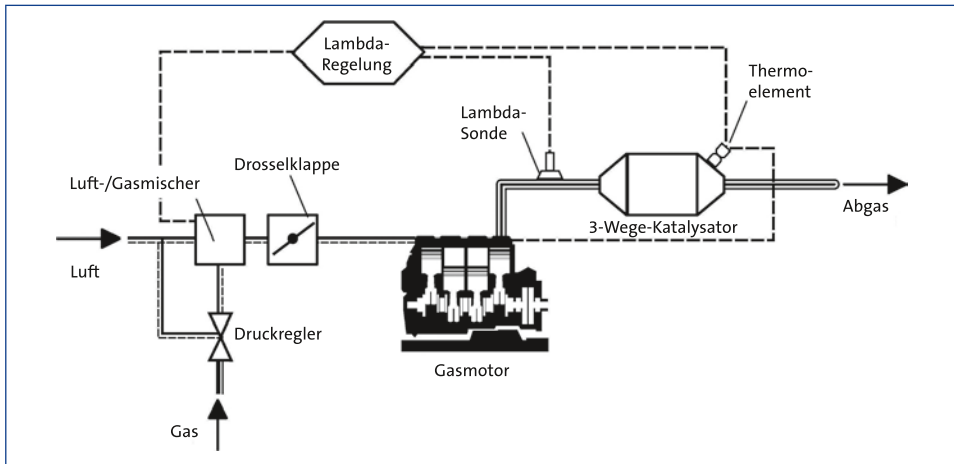 Lambda-
Regelung
Thermo-
element
Lambda-
Sonde
Drosselklappe
Luft-/Gasmischer
Abgas
3-Wege-Katalysator
Luft
Druckregler
Gasmotor
Gas